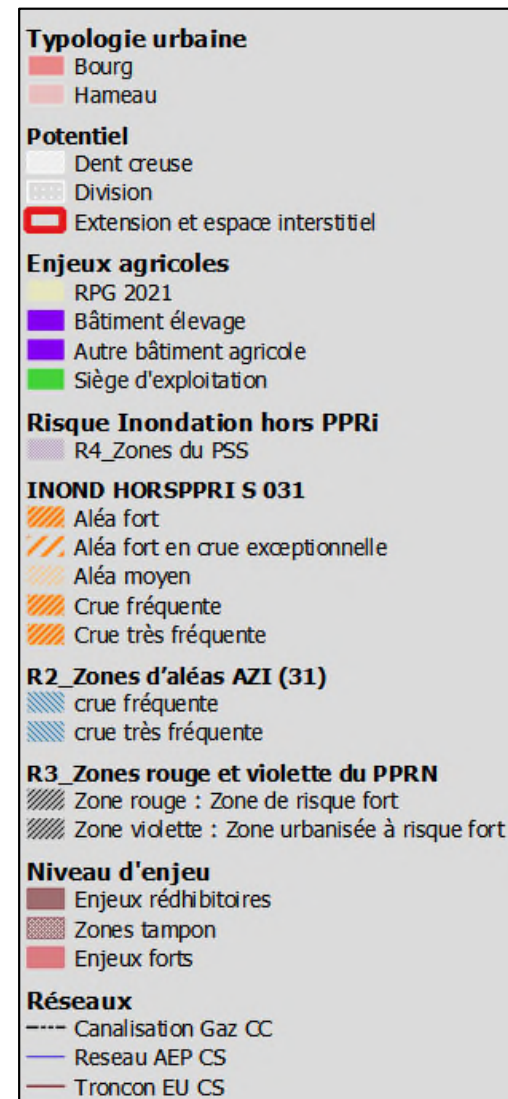 Typologie urbaine
Bourg
Hameau
Potentiel
Dent creuse
Division
Extension et espace interstitiel
Enjeux agricoles
RPG 2021
Bâtiment élevage
Autre bâtiment agricole
Siège d'exploitation
Risque Inondation hors PPRi
R4_Zones du PSS
INOND HORSPPRI S 031
Aléa fort
Aléa fort en crue exceptionnelle
Aléa moyen
Crue fréquente
Crue très fréquente
R2_Zones d’aléas AZI (31)
crue fréquente
crue très fréquente
R3_Zones rouge et violette du PPRN
Zone rouge : Zone de risque fort
Zone violette : Zone urbanisée à risque fort
Niveau d'enjeu
Enjeux rédhibitoires
Zones tampon
Enjeux forts
Réseaux
Canalisation Gaz CC
Reseau AEP CS
Troncon EU CS